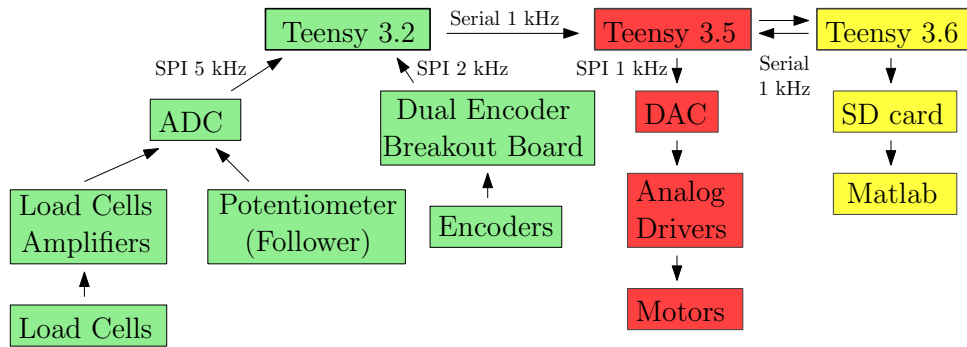 Teensy 3.2
Serial 1 kHz
Teensy 3.5
Teensy 3.6
SPI 5 kHz
SPI 2 kHz
SPI 1 kHz
Serial
1 kHz
ADC
Dual Encoder
Breakout Board
DAC
SD card
Load Cells
Amplifiers
Potentiometer
(Follower)
Encoders
Analog
Drivers
Matlab
Load Cells
Motors